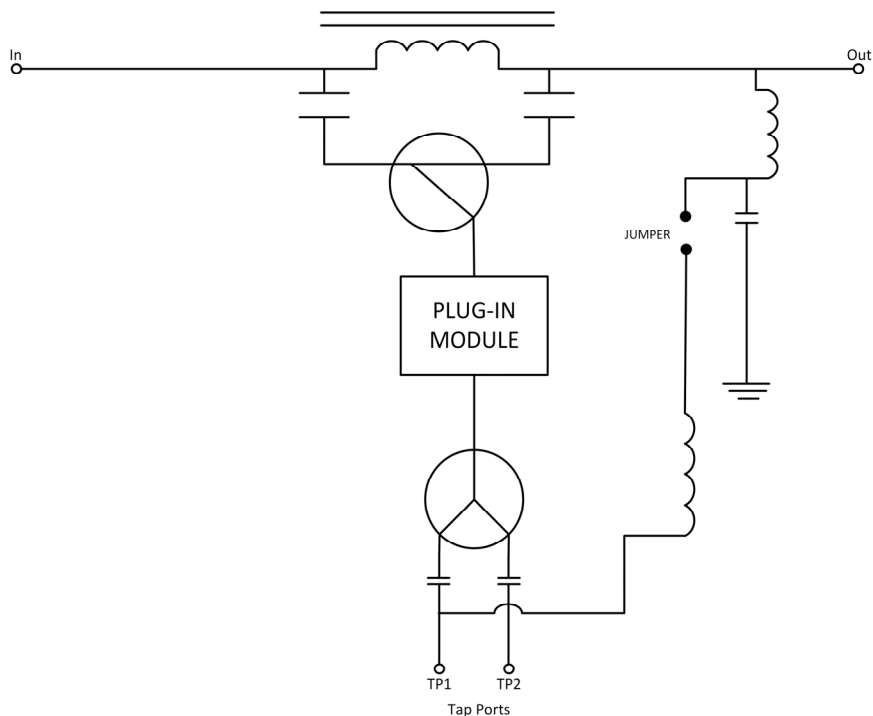 In
Out
JUMPER
PLUG-IN
MODULE
TP1
TP2
Tap Ports